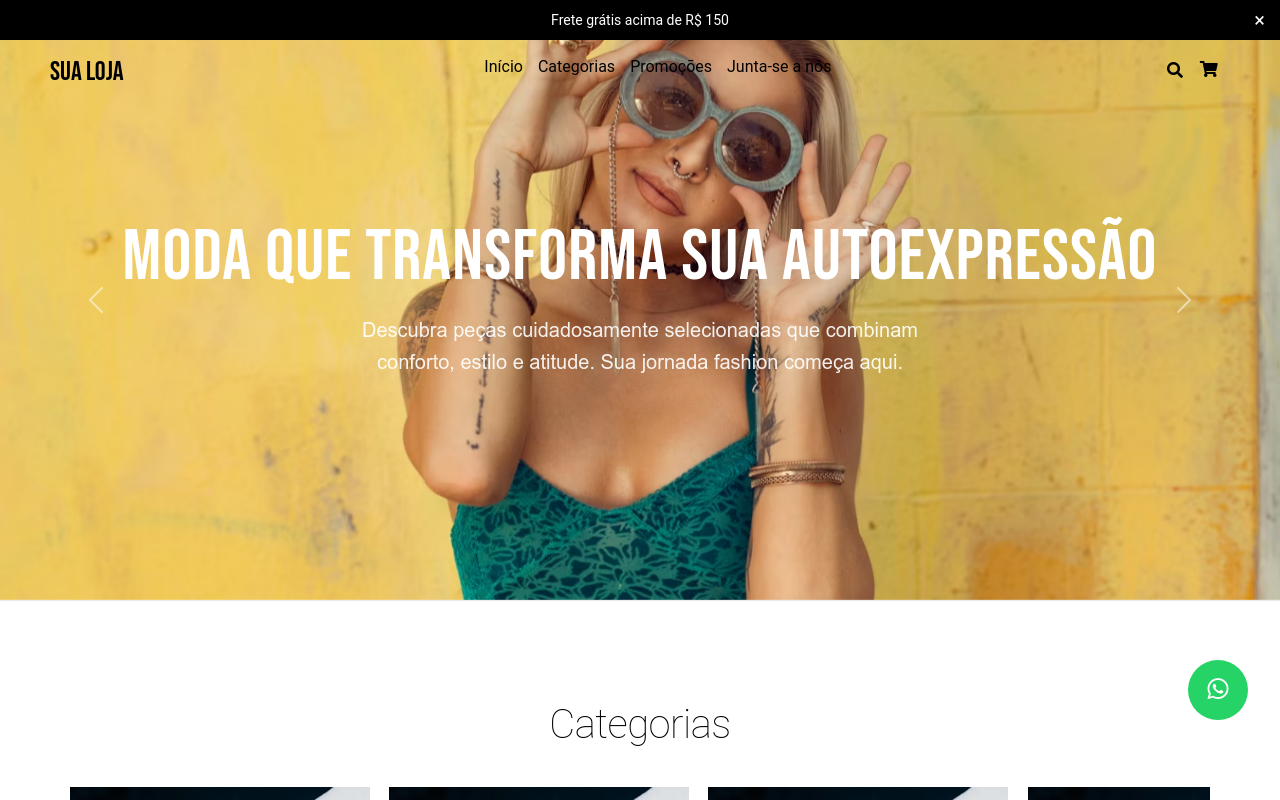 Frete grátis acima de R$ 150
×
SUA LOJA
Início Categorias Promoções Junta-se a nós
MODA QUE TRANSFORMA SUA AUTOEXPRESSÃO
Descubra peças cuidadosamente selecionadas que combinam
conforto, estilo e atitude. Sua jornada fashion começa aqui.
Categorias